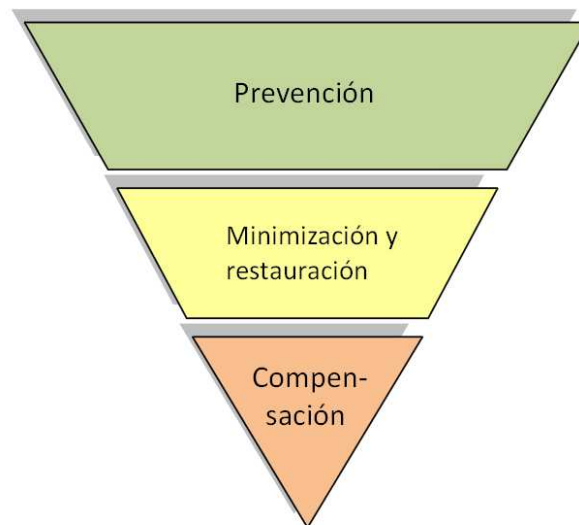 Prevención
Minimización y
restauración
Compen-
sación